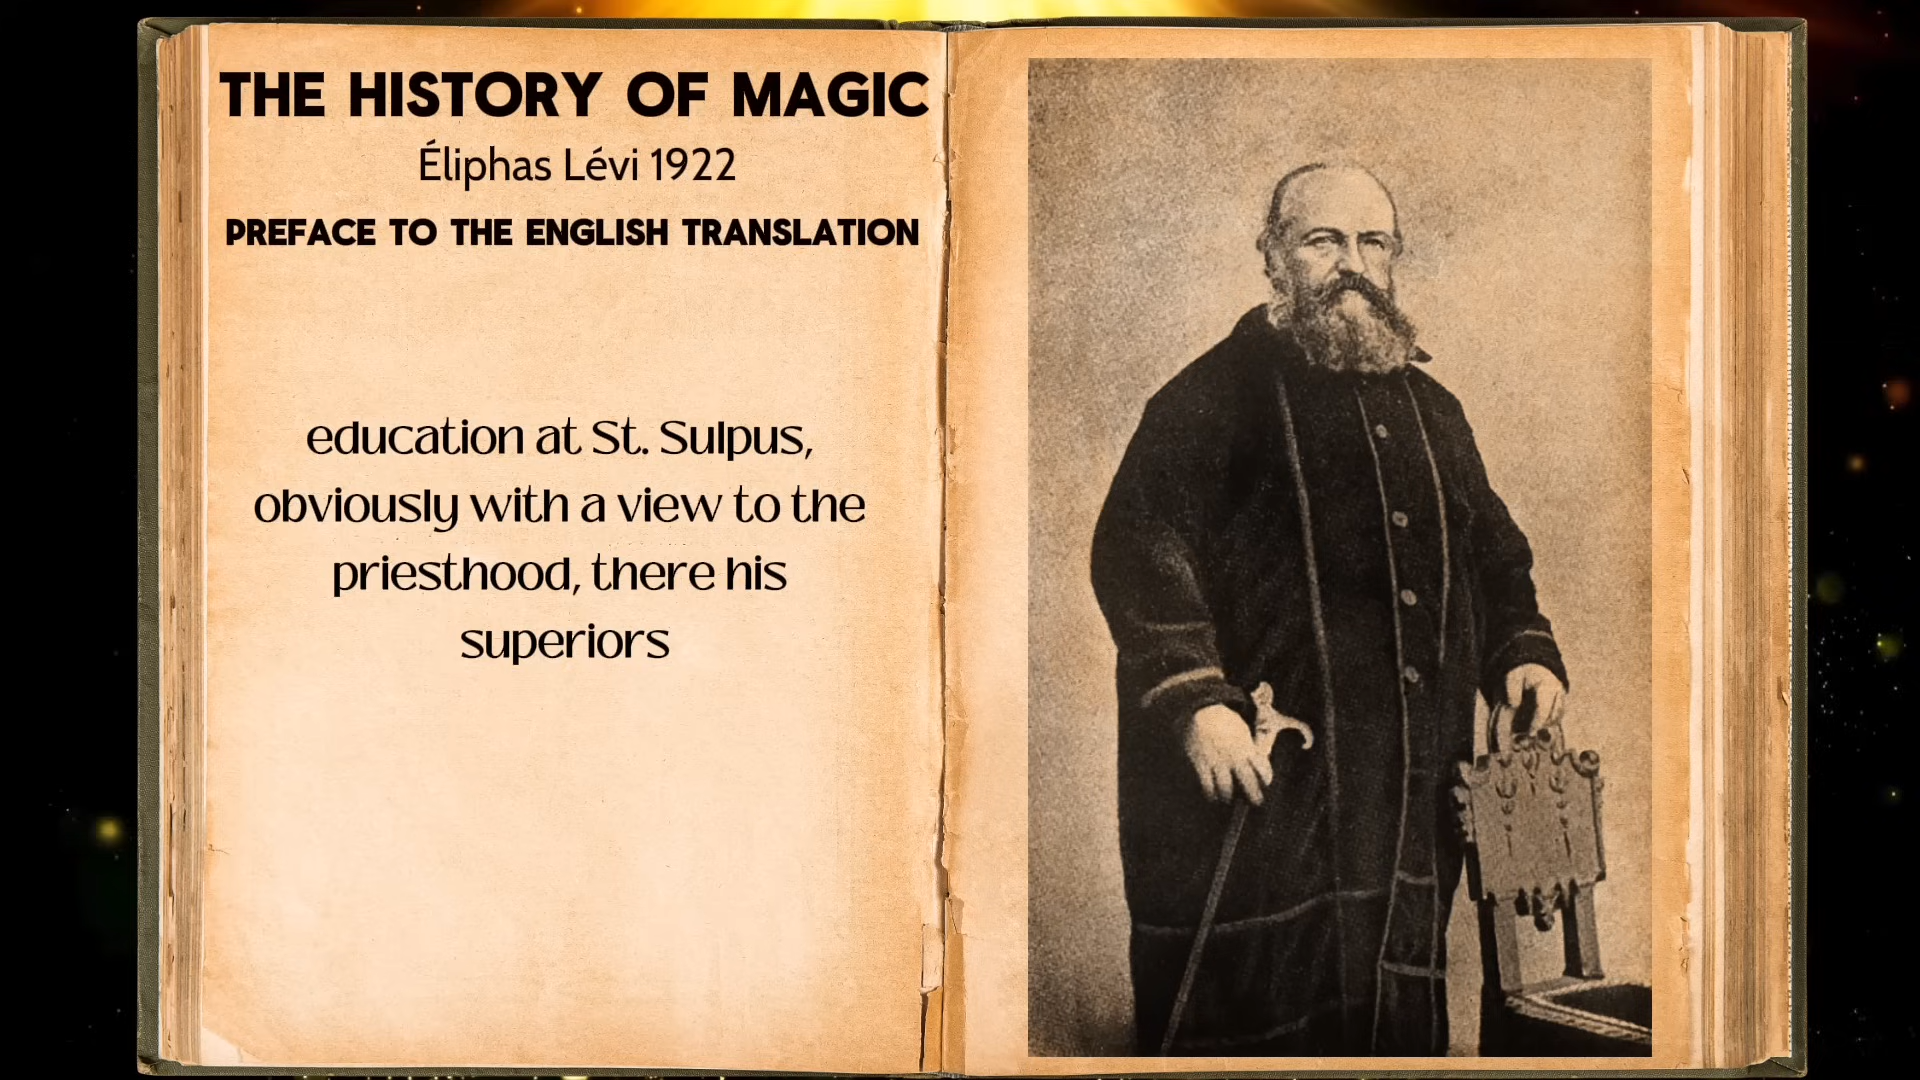 THE HISTORY OF MAGIC
Éliphas Lévi 1922
PREFACE TO THE ENGLISH TRANSLATION
education at St. Sulpus,
obviously with a view to the
priesthood, there his
superiors